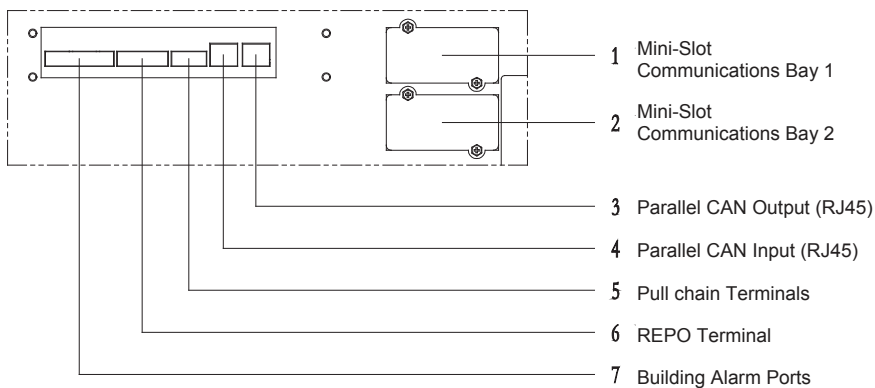 1 Mini-Slot
Communications Bay 1
2 Mini-Slot
Communications Bay 2
3 Parallel CAN Output (RJ45)
4 Parallel CAN Input (RJ45)
5 Pull chain Terminals
6 REPO Terminal
7 Building Alarm Ports